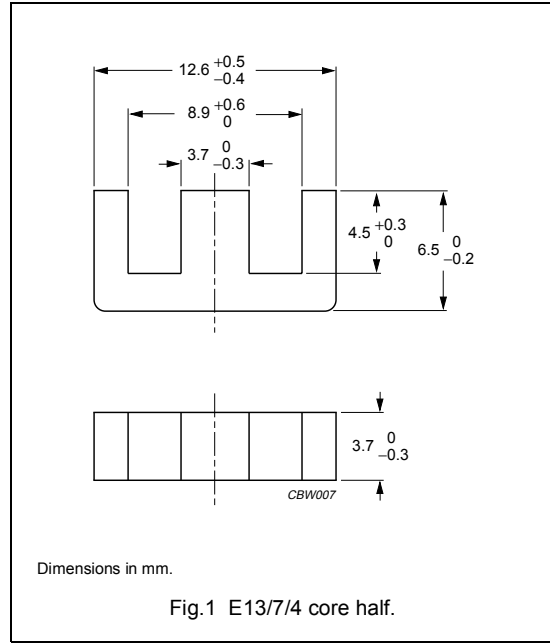 12.6 +0.5 −0.4
8.9 +0.6 0
3.7 0 −0.3
4.5 +0.3 0
6.5 0 −0.2
3.7 0 −0.3
CBW007
Dimensions in mm.
Fig.1 E13/7/4 core half.